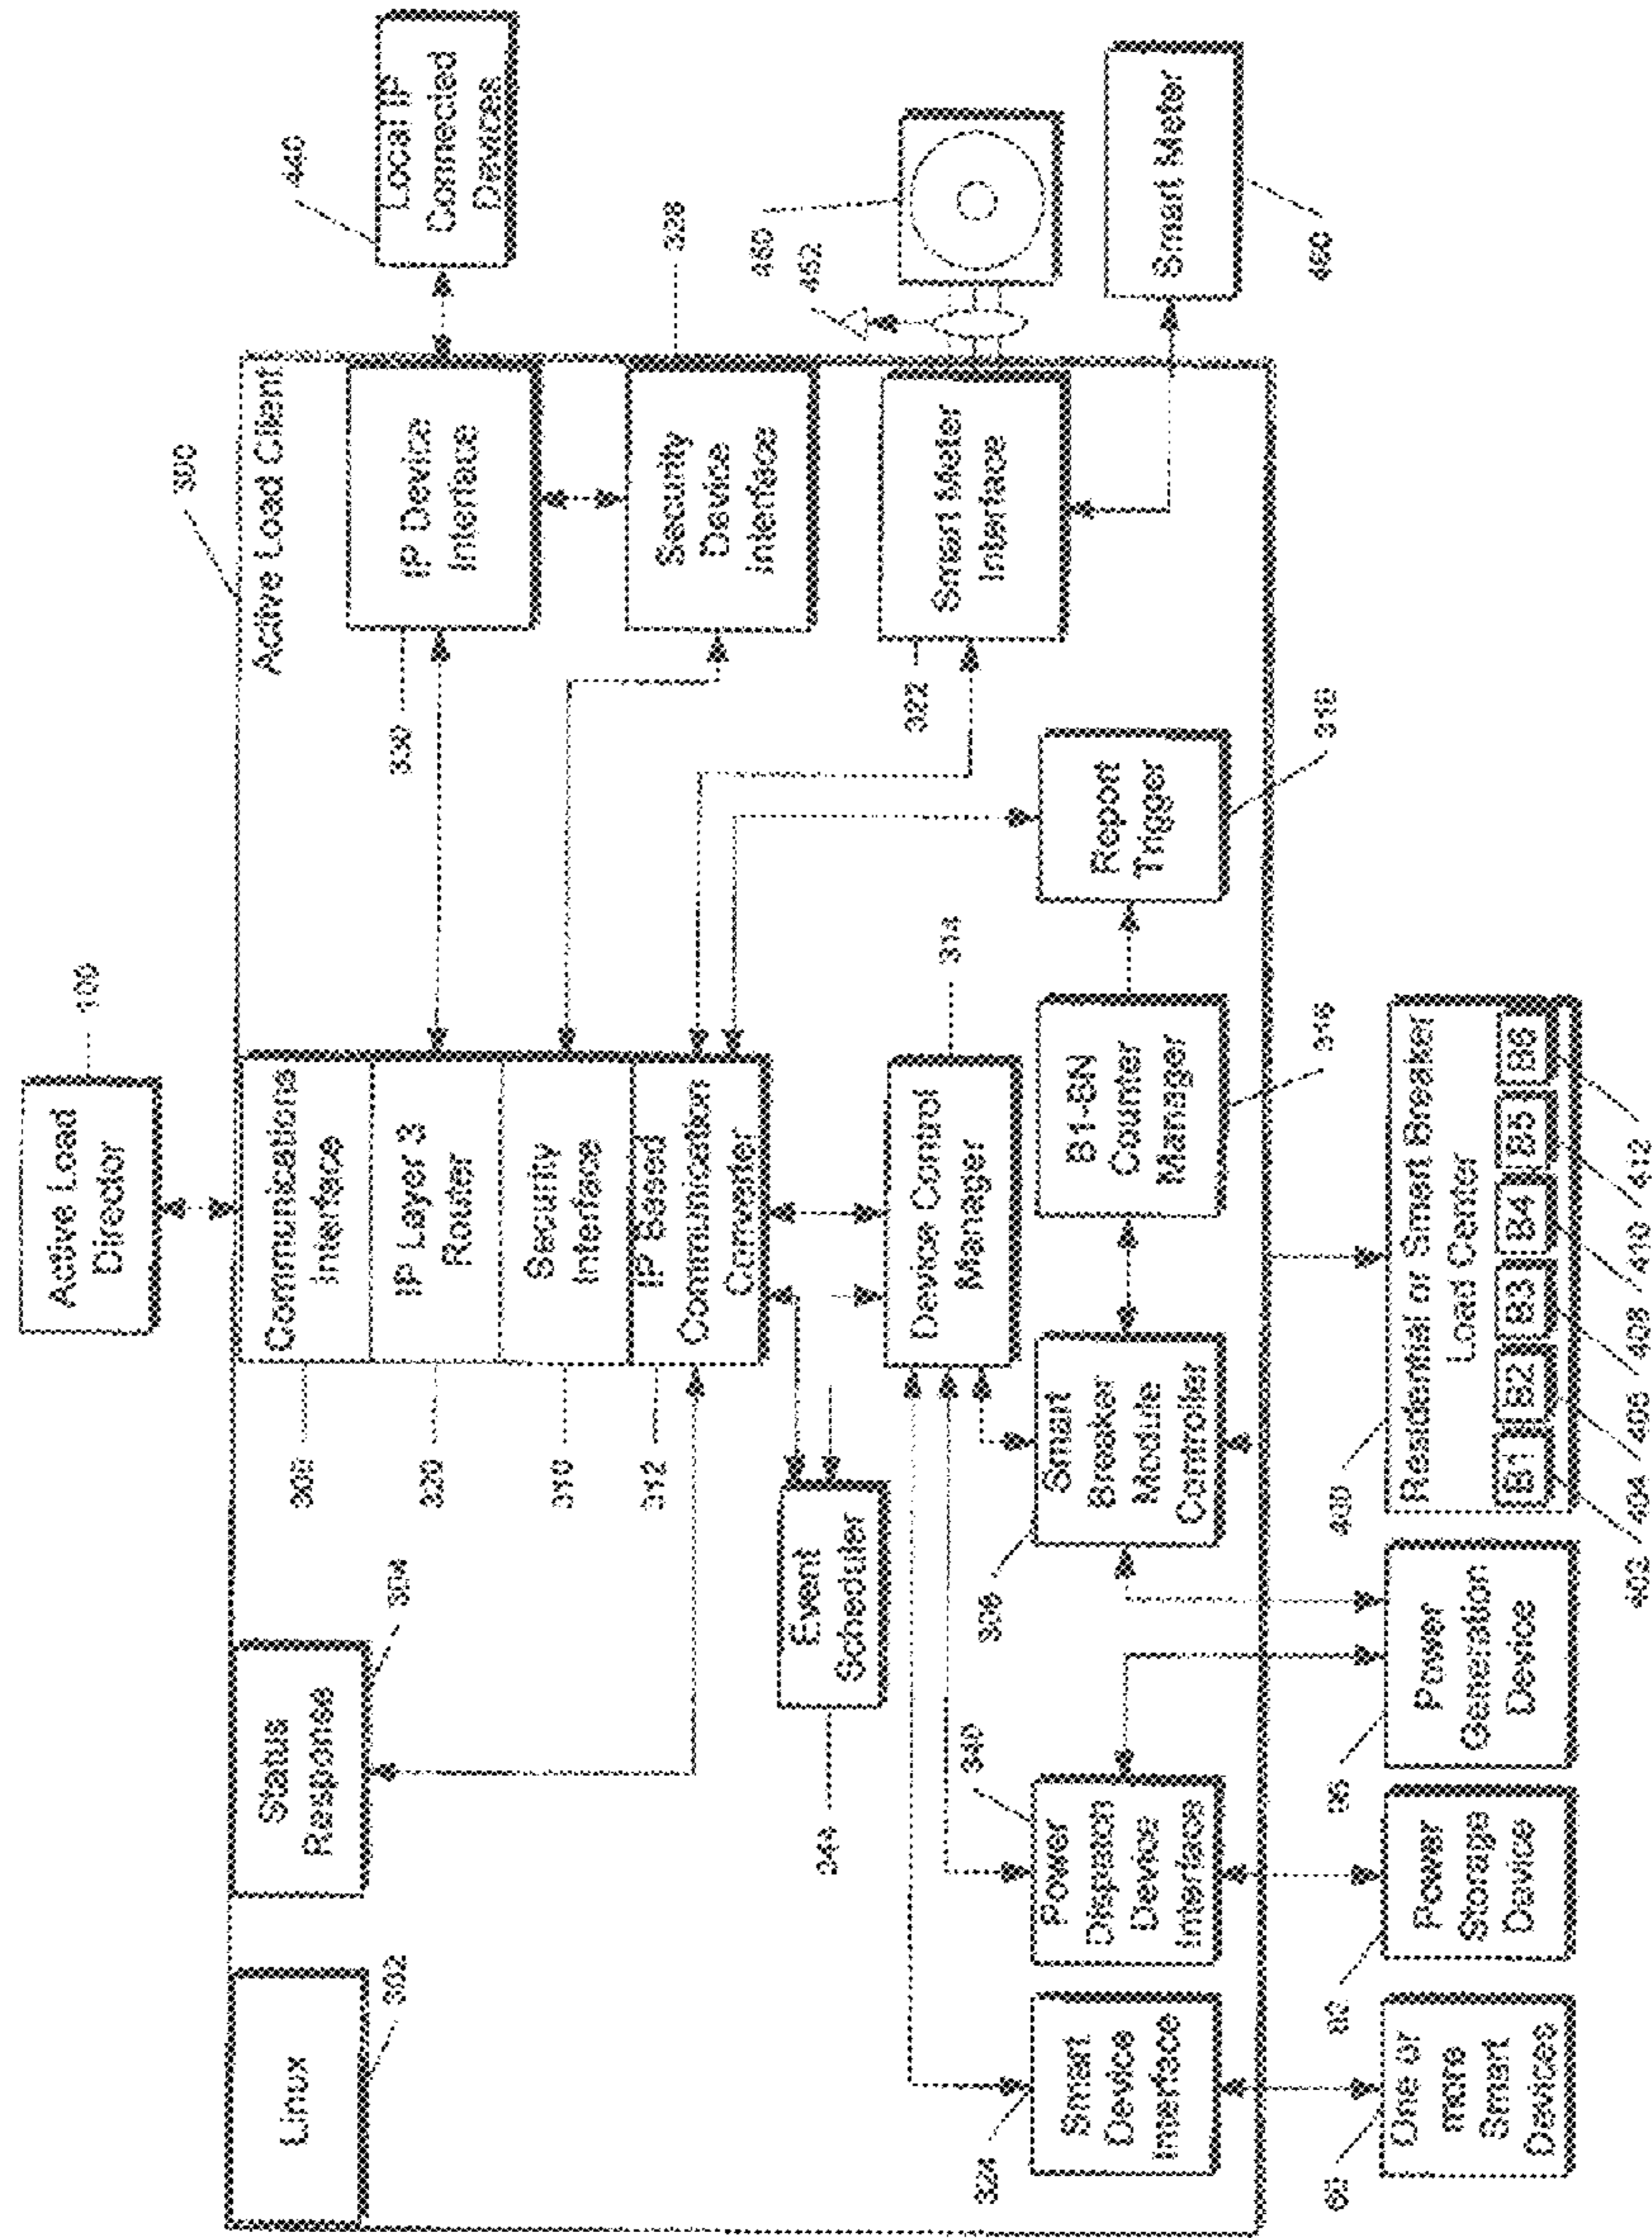 Active Load
Director
100
300
Active Load Client
Linux
302
Status
Response
304
308
Communications
Interface
320
IP Layer 3
Router
310
Security
Interface
312
IP Based
Communication
Converter
330
IP Device
Interface
440
Local IP
Connected
Devices
328
Security
Device
Interface
322
Smart Meter
Interface
452
Smart Meter
460
Event
Scheduler
344
Device Control
Manager
314
Smart
Device
Interface
324
Power
Dispatch
Device
Interface
340
Smart
Breaker
Module
Controller
306
B1-BN
Counter
Manager
316
Report
Trigger
318
One or
more
Smart
Devices
60
Power
Storage
Device
62
Power
Generation
Device
96
Residential or Smart Breaker
Load Center
400
B1 B2 B3 B4 B5 B6
402 404 406 408 410 412